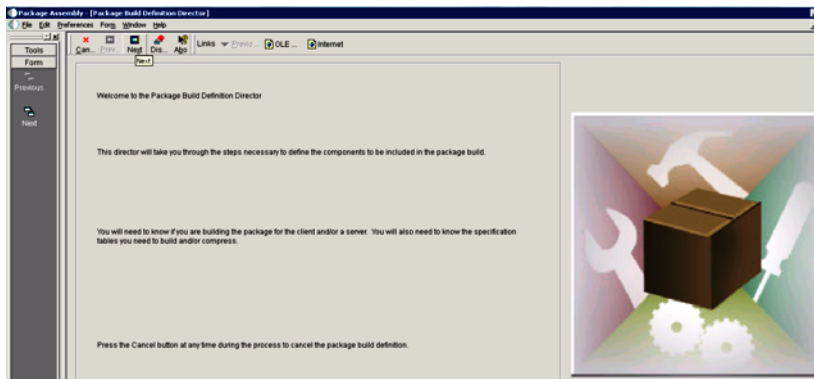 Package Assembly - [Package Build Definition Director]
File Edit Preferences Form Window Help
Tools
Form
Previous
Next
Can... Prev... Next Dis... Abo Links Previo... OLE ... Internet
Next
Welcome to the Package Build Definition Director
This director will take you through the steps necessary to define the components to be included in the package build.
You will need to know if you are building the package for the client and/or a server. You will also need to know the specification
tables you need to build and/or compress.
Press the Cancel button at any time during the process to cancel the package build definition.